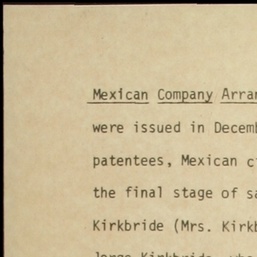 Mexican Company Arran
were issued in Decemb
patentees, Mexican c
the final stage of sa
Kirkbride (Mrs. Kirkb
Jorge Kirkbride, who